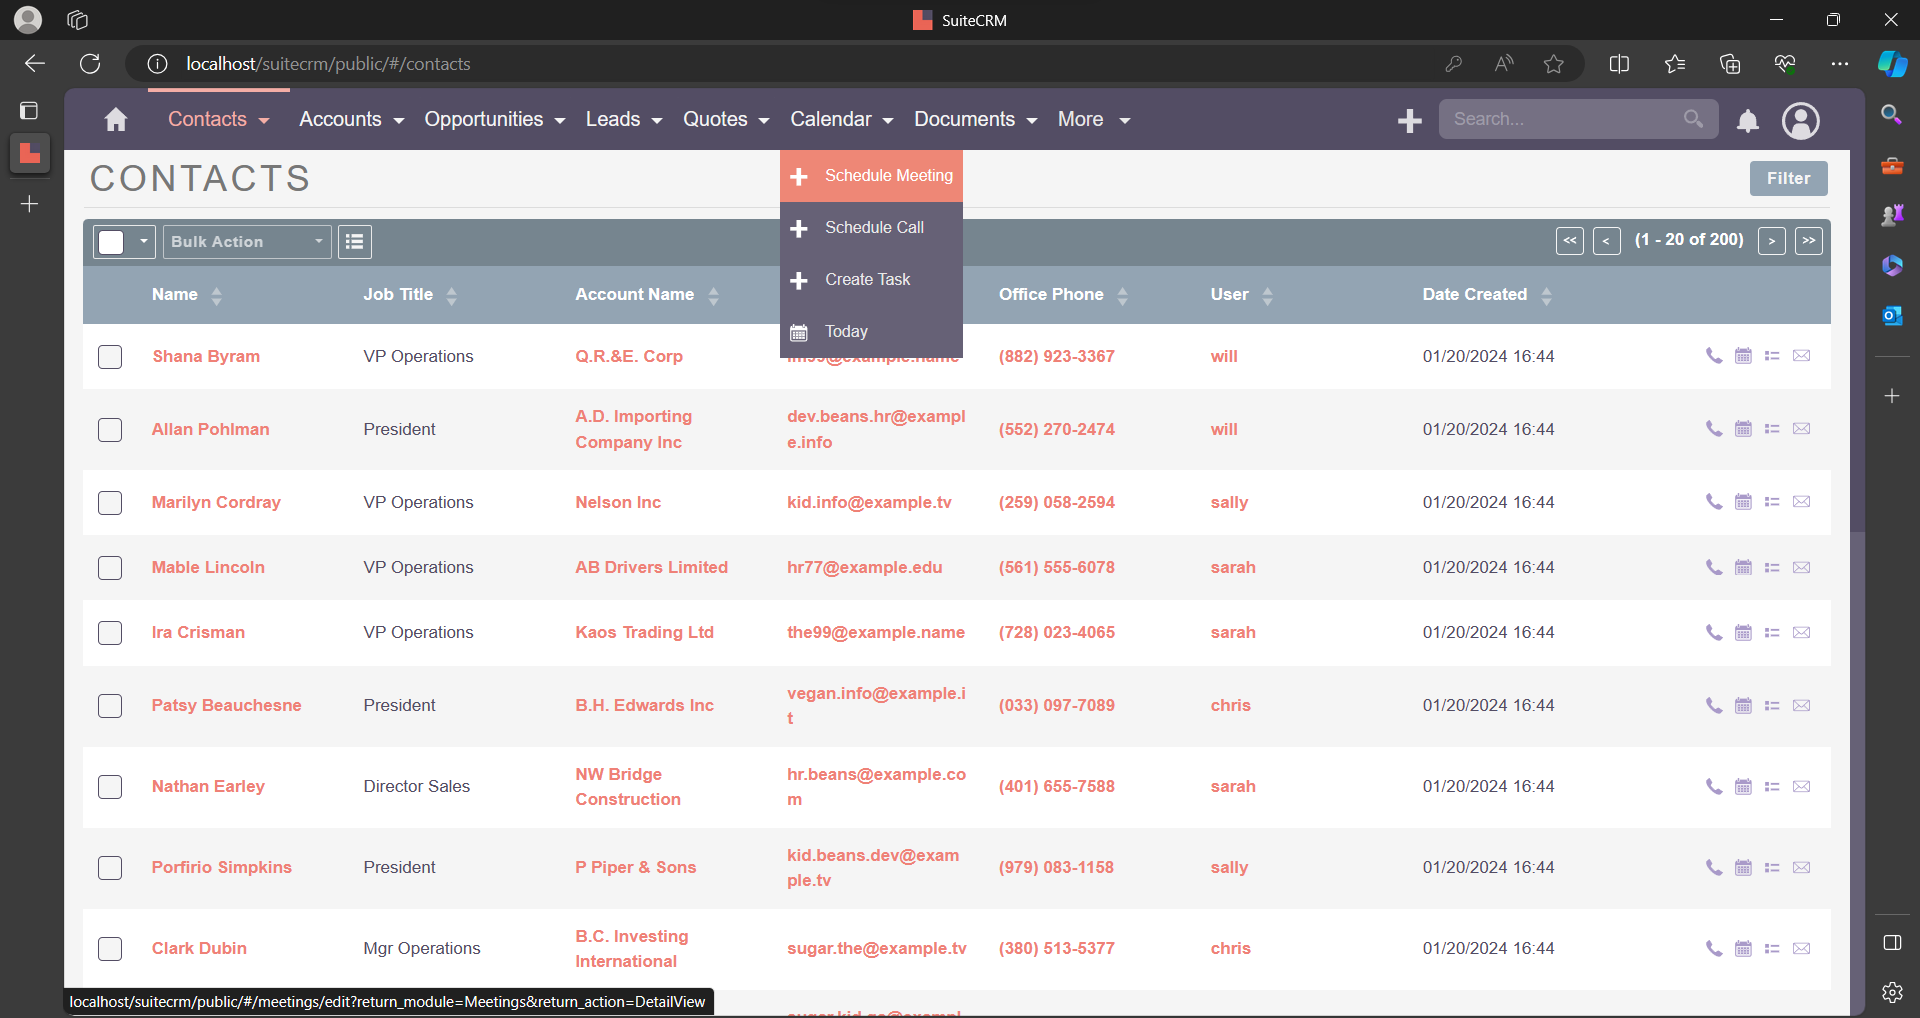 SuiteCRM
localhost/suitecrm/public/#/contacts
Contacts Accounts Opportunities Leads Quotes Calendar Documents More Search...
CONTACTS
Filter
Schedule Meeting
Schedule Call
Create Task
Today
Bulk Action << < (1 - 20 of 200) > >>
Name Job Title Account Name Office Phone User Date Created
Shana Byram VP Operations Q.R.&E. Corp (882) 923-3367 will 01/20/2024 16:44
Allan Pohlman President A.D. Importing Company Inc dev.beans.hr@example.info (552) 270-2474 will 01/20/2024 16:44
Marilyn Cordray VP Operations Nelson Inc kid.info@example.tv (259) 058-2594 sally 01/20/2024 16:44
Mable Lincoln VP Operations AB Drivers Limited hr77@example.edu (561) 555-6078 sarah 01/20/2024 16:44
Ira Crisman VP Operations Kaos Trading Ltd the99@example.name (728) 023-4065 sarah 01/20/2024 16:44
Patsy Beauchesne President B.H. Edwards Inc vegan.info@example.it (033) 097-7089 chris 01/20/2024 16:44
Nathan Earley Director Sales NW Bridge Construction hr.beans@example.com (401) 655-7588 sarah 01/20/2024 16:44
Porfirio Simpkins President P Piper & Sons kid.beans.dev@example.tv (979) 083-1158 sally 01/20/2024 16:44
Clark Dubin Mgr Operations B.C. Investing International sugar.the@example.tv (380) 513-5377 chris 01/20/2024 16:44
localhost/suitecrm/public/#/meetings/edit?return_module=Meetings&return_action=DetailView